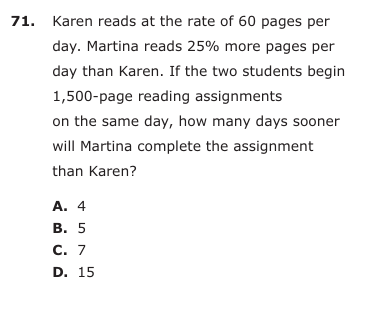 71. Karen reads at the rate of 60 pages per
day. Martina reads 25% more pages per
day than Karen. If the two students begin
1,500-page reading assignments
on the same day, how many days sooner
will Martina complete the assignment
than Karen?
A. 4
B. 5
C. 7
D. 15